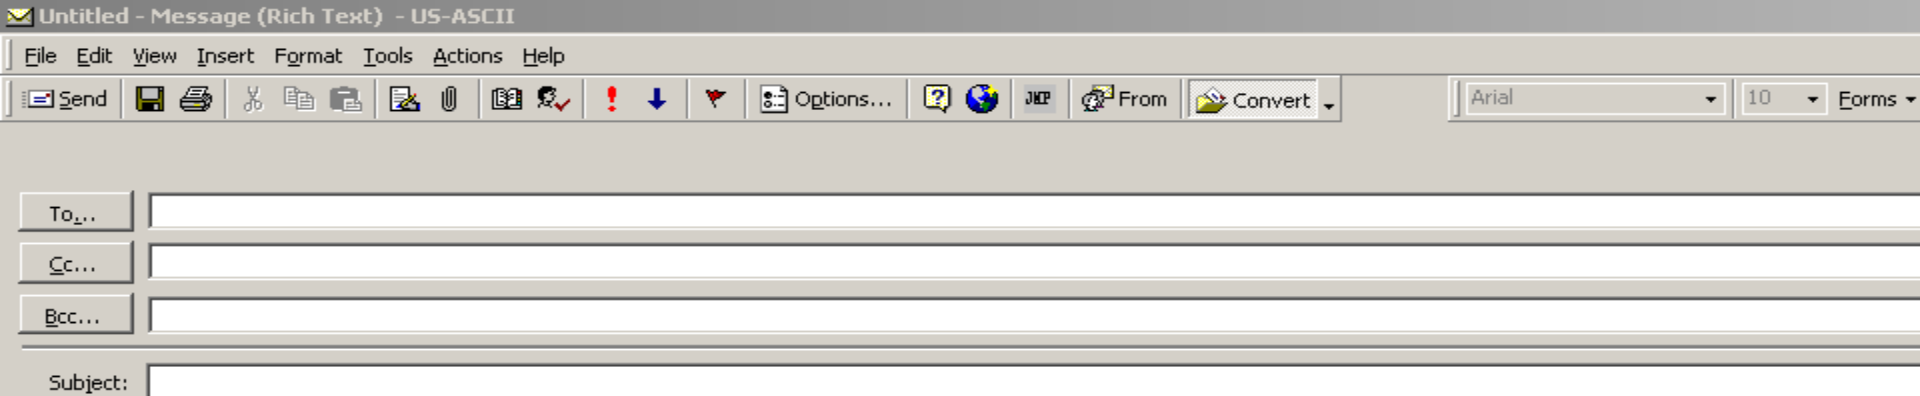 Untitled - Message (Rich Text)  - US-ASCII
File Edit View Insert Format Tools Actions Help
Send Options... JMP From Convert Arial 10 Forms
To...
Cc...
Bcc...
Subject: